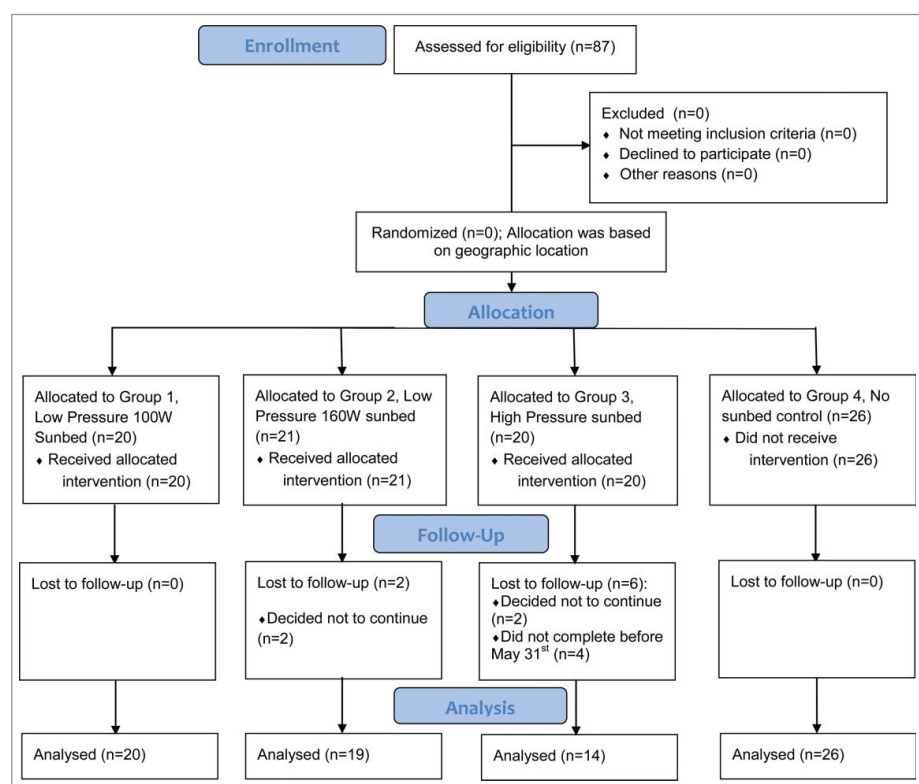 Enrollment
Assessed for eligibility (n=87)
Excluded (n=0)
♦ Not meeting inclusion criteria (n=0)
♦ Declined to participate (n=0)
♦ Other reasons (n=0)
Randomized (n=0); Allocation was based
on geographic location
Allocation
Allocated to Group 1,
Low Pressure 100W
Sunbed (n=20)
♦ Received allocated
intervention (n=20)
Allocated to Group 2, Low
Pressure 160W sunbed
(n=21)
♦ Received allocated
intervention (n=21)
Allocated to Group 3,
High Pressure sunbed
(n=20)
♦ Received allocated
intervention (n=20)
Allocated to Group 4, No
sunbed control (n=26)
♦ Did not receive
intervention (n=26)
Follow-Up
Lost to follow-up (n=0)
Lost to follow-up (n=2)
♦Decided not to continue
(n=2)
Lost to follow-up (n=6):
♦Decided not to continue
(n=2)
♦Did not complete before
May 31st (n=4)
Lost to follow-up (n=0)
Analysis
Analysed (n=20)
Analysed (n=19)
Analysed (n=14)
Analysed (n=26)